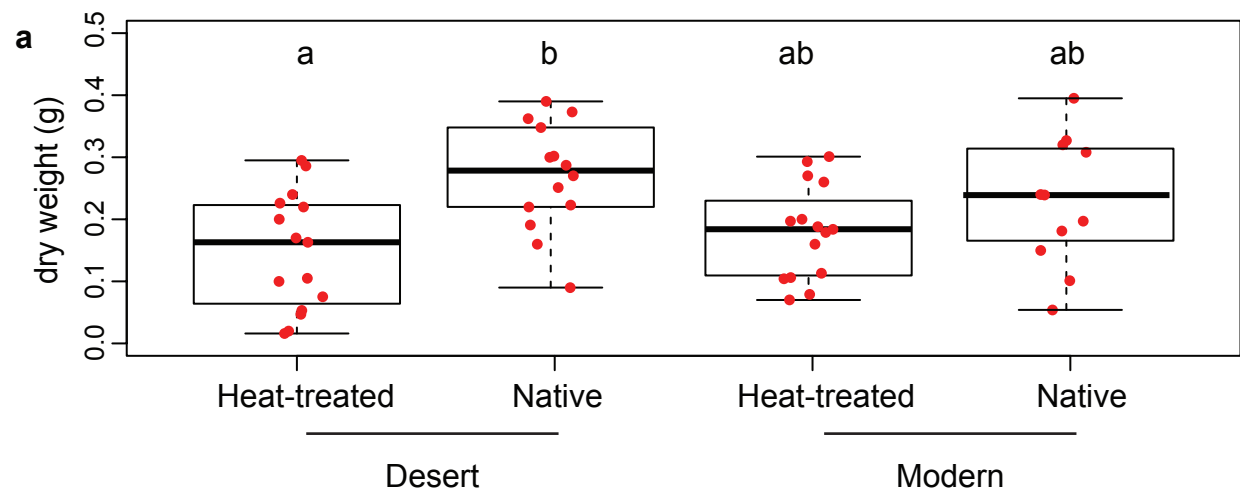 a
dry weight (g)
0.5
0.4
0.3
0.2
0.1
0.0
a b ab ab
Heat-treated Native Heat-treated Native
Desert Modern